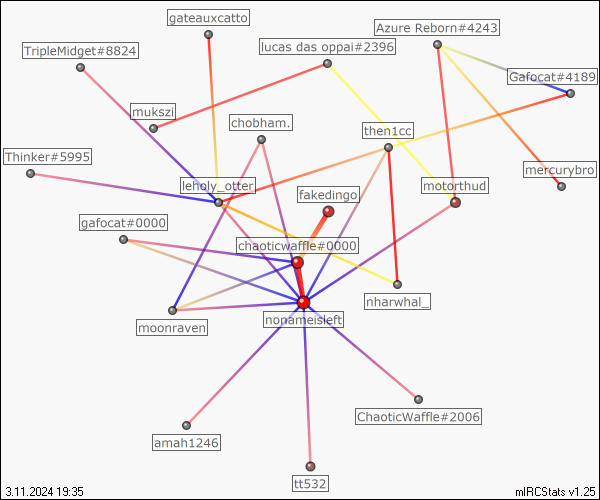 gateauxcatto
Azure Reborn#4243
lucas das oppai#2396
TripleMidget#8824
Gafocat#4189
mukszi
chobham.
then1cc
Thinker#5995
mercurybro
leholy_otter
motorthud
fakedingo
gafocat#0000
chaoticwaffle#0000
nharwhal_
nonameisleft
moonraven
ChaoticWaffle#2006
amah1246
tt532
3.11.2024 19:35
mIRCStats v1.25